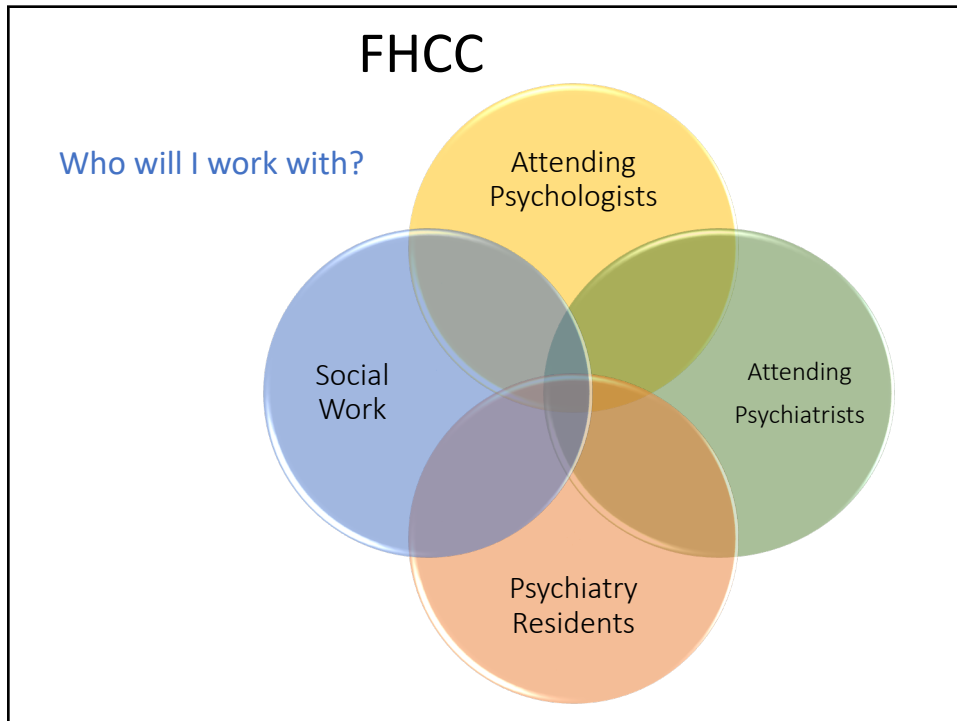 FHCC
Who will I work with?
Attending
Psychologists
Social
Work
Attending
Psychiatrists
Psychiatry
Residents